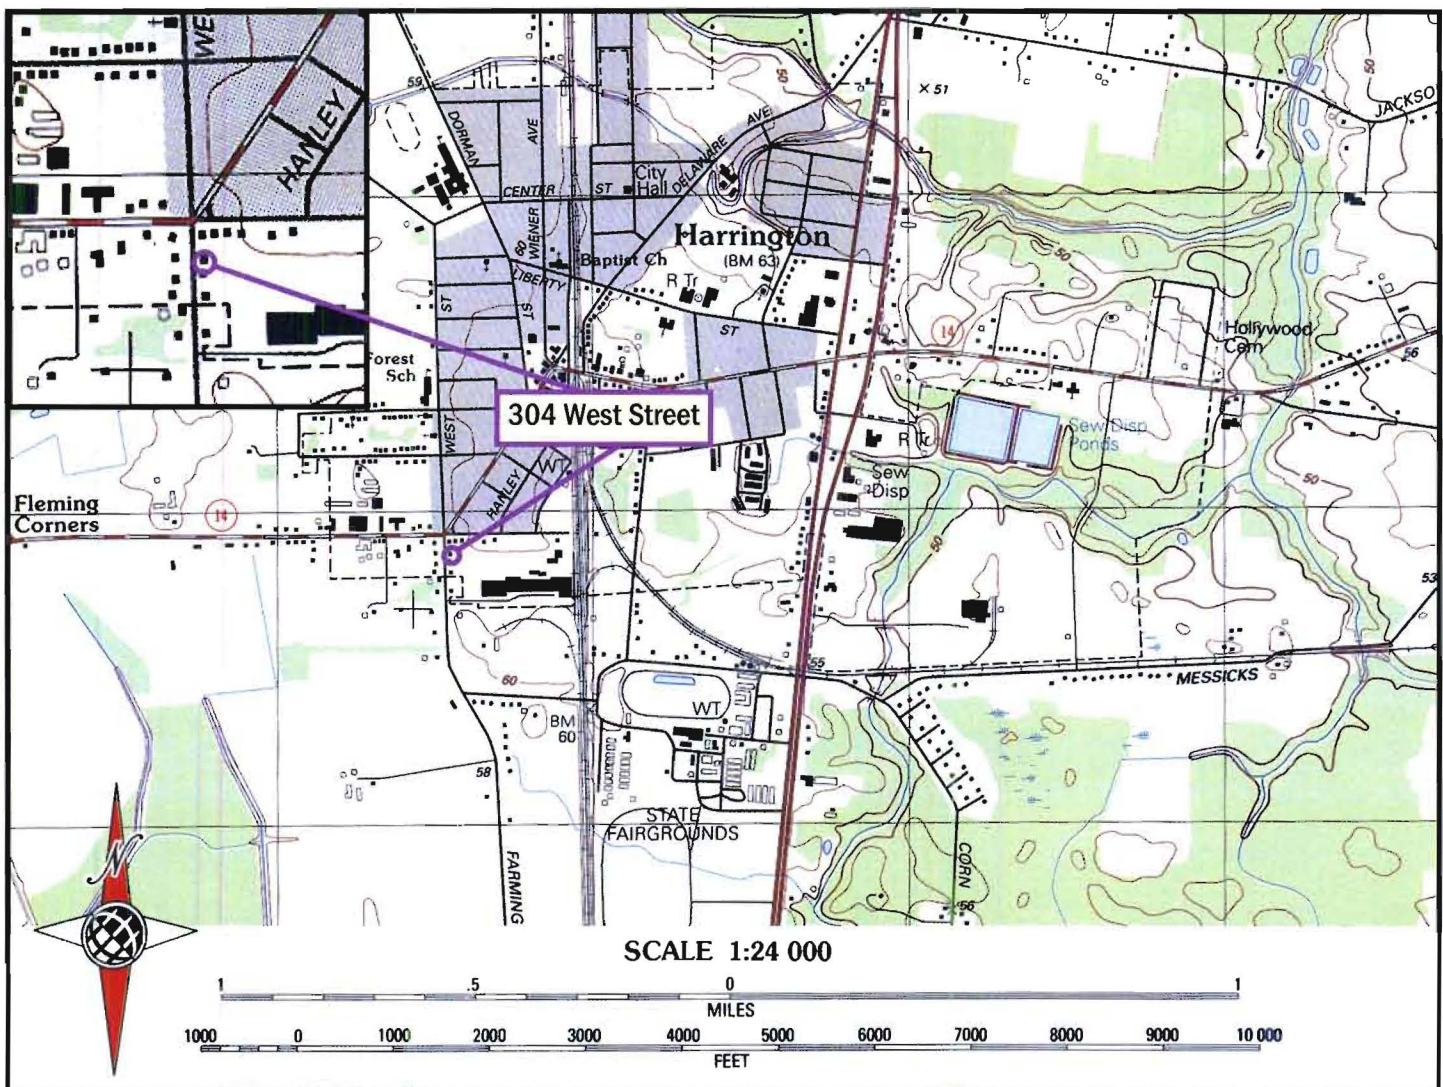 WE
HANLEY
59
DORMAN
AVE
50
DELAWARE AVE
× 51
50
JACKSO
CENTER ST
City
Hall
WIENER
60
Harrington
(BM 63)
Baptist Ch
LIBERTY
R Tr
ST
ST
ST
50
14
Hollywood
Cem
56
Forest
Sch
304 West Street
WEST
R Tr
Sew Disp
Ponds
Sew
Disp
WT
HANLEY
50
50
Fleming
Corners
14
53
55
MESSICKS
60
WT
BM
60
58
STATE
FAIRGROUNDS
FARMING
CORN
56
N
SCALE 1:24 000
1 .5 0 1
MILES
1000 0 1000 2000 3000 4000 5000 6000 7000 8000 9000 10 000
FEET